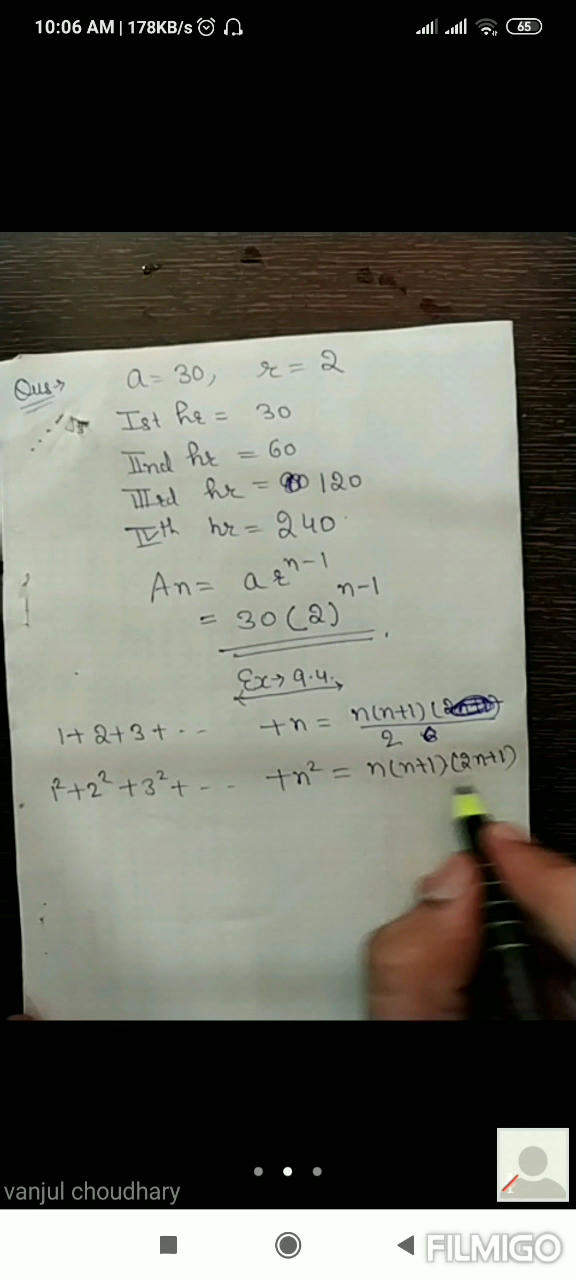 10:06 AM | 178KB/s
65
Qus→ a = 30, r = 2
Ist hr = 30
IInd hr = 60
IIIrd hr = 120
IVth hr = 240
An = ar^{n-1}
= 30(2)^{n-1}
Ex→ 9.4.
1+2+3+ -- +n = n(n+1) / 2
1²+2²+3²+ -- -- +n² = n(n+1)(2n+1)
vanjul choudhary
FILMIGO